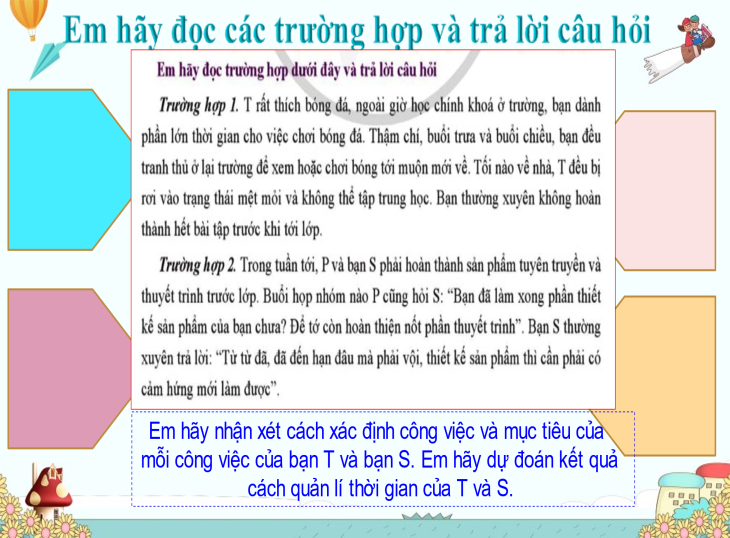 Em hãy đọc các trường hợp và trả lời câu hỏi
Em hãy đọc trường hợp dưới đây và trả lời câu hỏi
Trường hợp 1. T rất thích bóng đá, ngoài giờ học chính khoá ở trường, bạn dành
phần lớn thời gian cho việc chơi bóng đá. Thậm chí, buổi trưa và buổi chiều, bạn đều
tranh thủ ở lại trường để xem hoặc chơi bóng tới muộn mới về. Tối nào về nhà, T đều bị
rơi vào trạng thái mệt mỏi và không thể tập trung học. Bạn thường xuyên không hoàn
thành hết bài tập trước khi tới lớp.
Trường hợp 2. Trong tuần tới, P và bạn S phải hoàn thành sản phẩm tuyên truyền và
thuyết trình trước lớp. Buổi họp nhóm nào P cũng hỏi S: “Bạn đã làm xong phần thiết
kế sản phẩm của bạn chưa? Để tớ còn hoàn thiện nốt phần thuyết trình”. Bạn S thường
xuyên trả lời: “Từ từ đã, đã đến hạn đâu mà phải vội, thiết kế sản phẩm thì cần phải có
cảm hứng mới làm được”.
Em hãy nhận xét cách xác định công việc và mục tiêu của
mỗi công việc của bạn T và bạn S. Em hãy dự đoán kết quả
cách quản lí thời gian của T và S.